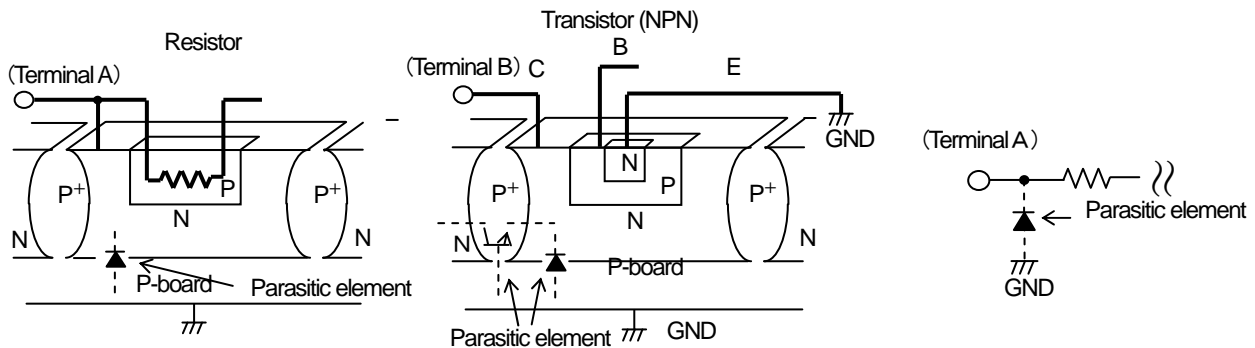 Resistor
(Terminal A)
P+
P
N
N
N
P+
P-board
Parasitic element
Transistor (NPN)
(Terminal B)
C
B
E
GND
P+
N
P
N
N
N
P+
P-board
Parasitic element
GND
(Terminal A)
Parasitic element
GND